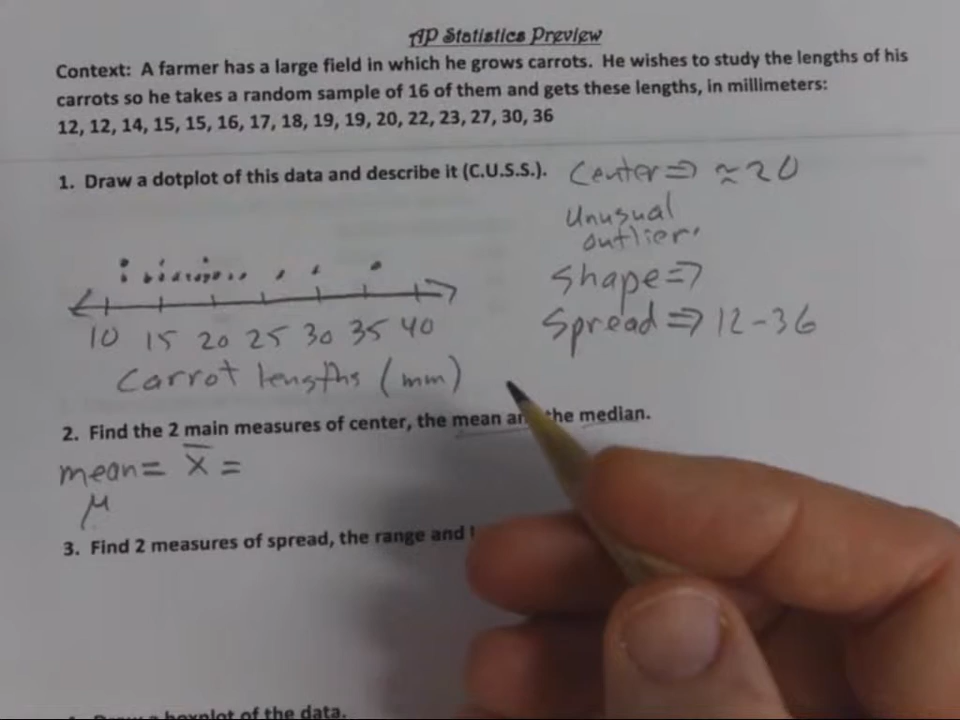 AP Statistics Preview
Context: A farmer has a large field in which he grows carrots. He wishes to study the lengths of his
carrots so he takes a random sample of 16 of them and gets these lengths, in millimeters:
12, 12, 14, 15, 15, 16, 17, 18, 19, 19, 20, 22, 23, 27, 30, 36
1. Draw a dotplot of this data and describe it (C.U.S.S.).
Center ⇒ ≈ 20
Unusual
outlier
Shape ⇒
Spread ⇒ 12-36
10 15 20 25 30 35 40
Carrot lengths (mm)
2. Find the 2 main measures of center, the mean the median.
mean = x̅ =
μ
3. Find 2 measures of spread, the range and
boxplot of the data.